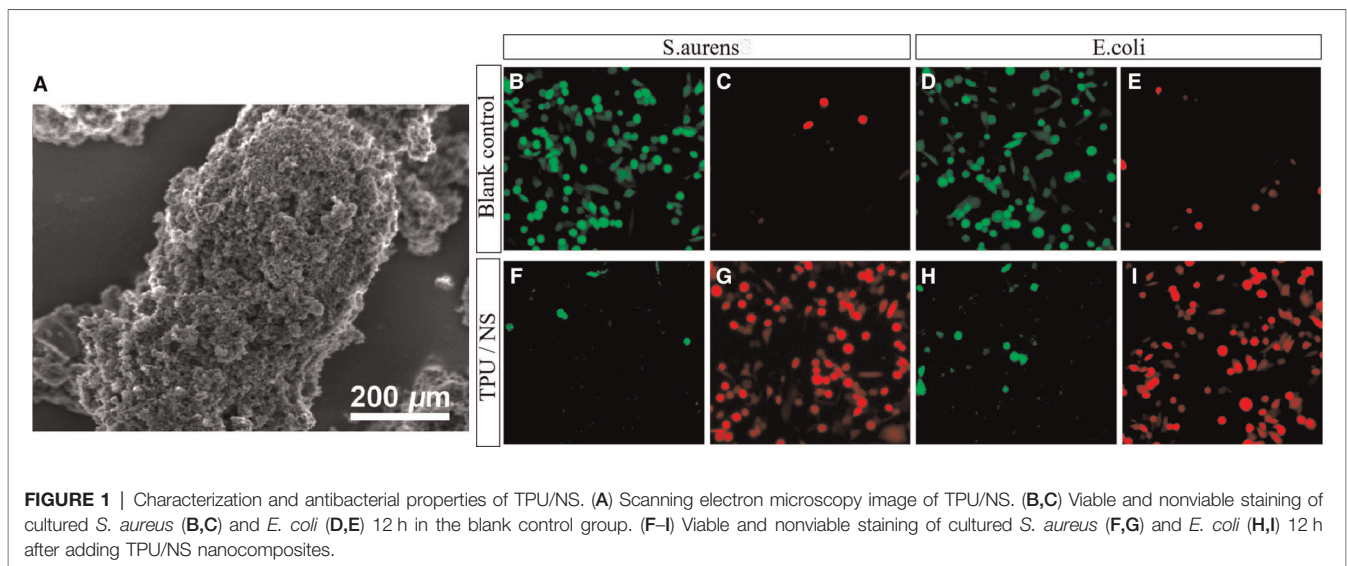 S.aurens
E.coli
A
B
C
D
E
Blank control
F
G
H
I
TPU / NS
200 µm
FIGURE 1 | Characterization and antibacterial properties of TPU/NS. (A) Scanning electron microscopy image of TPU/NS. (B,C) Viable and nonviable staining of
cultured S. aureus (B,C) and E. coli (D,E) 12 h in the blank control group. (F–I) Viable and nonviable staining of cultured S. aureus (F,G) and E. coli (H,I) 12 h
after adding TPU/NS nanocomposites.